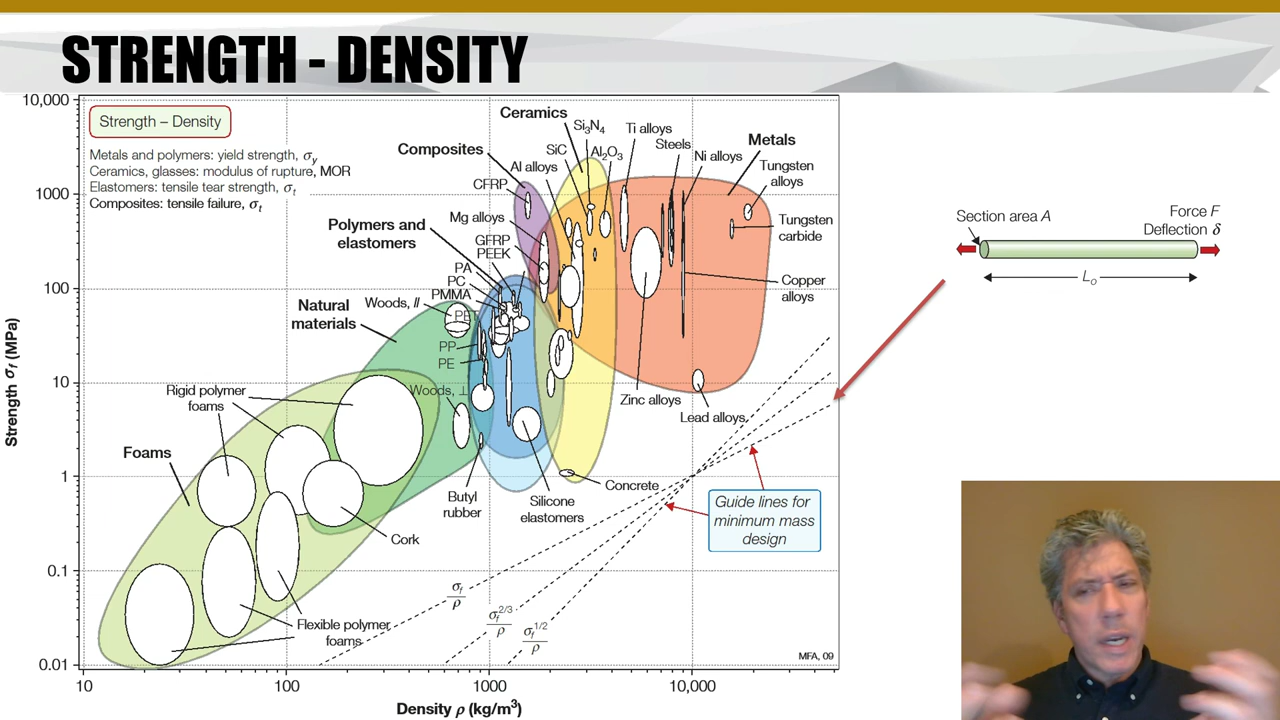 STRENGTH - DENSITY
10,000
1000
100
10
1
0.1
0.01
Strength σf (MPa)
Strength – Density
Metals and polymers: yield strength, σy
Ceramics, glasses: modulus of rupture, MOR
Elastomers: tensile tear strength, σt
Composites: tensile failure, σt
Ceramics
Si3N4
Composites
SiC
Al2O3
Ti alloys
Steels
Ni alloys
Metals
Tungsten
alloys
Al alloys
CFRP
Mg alloys
Polymers and
elastomers
GFRP
PEEK
PA
PC
PMMA
Tungsten
carbide
Copper
alloys
Natural
materials
Woods, //
PE
PP
PE
Woods, ⊥
Rigid polymer
foams
Foams
Zinc alloys
Lead alloys
Butyl
rubber
Silicone
elastomers
Concrete
Cork
Flexible polymer
foams
Guide lines for
minimum mass
design
σf
ρ
σf2/3
ρ
σf1/2
ρ
MFA, 09
10
100
1000
10,000
Density ρ (kg/m3)
Section area A
Force F
Deflection δ
Lo